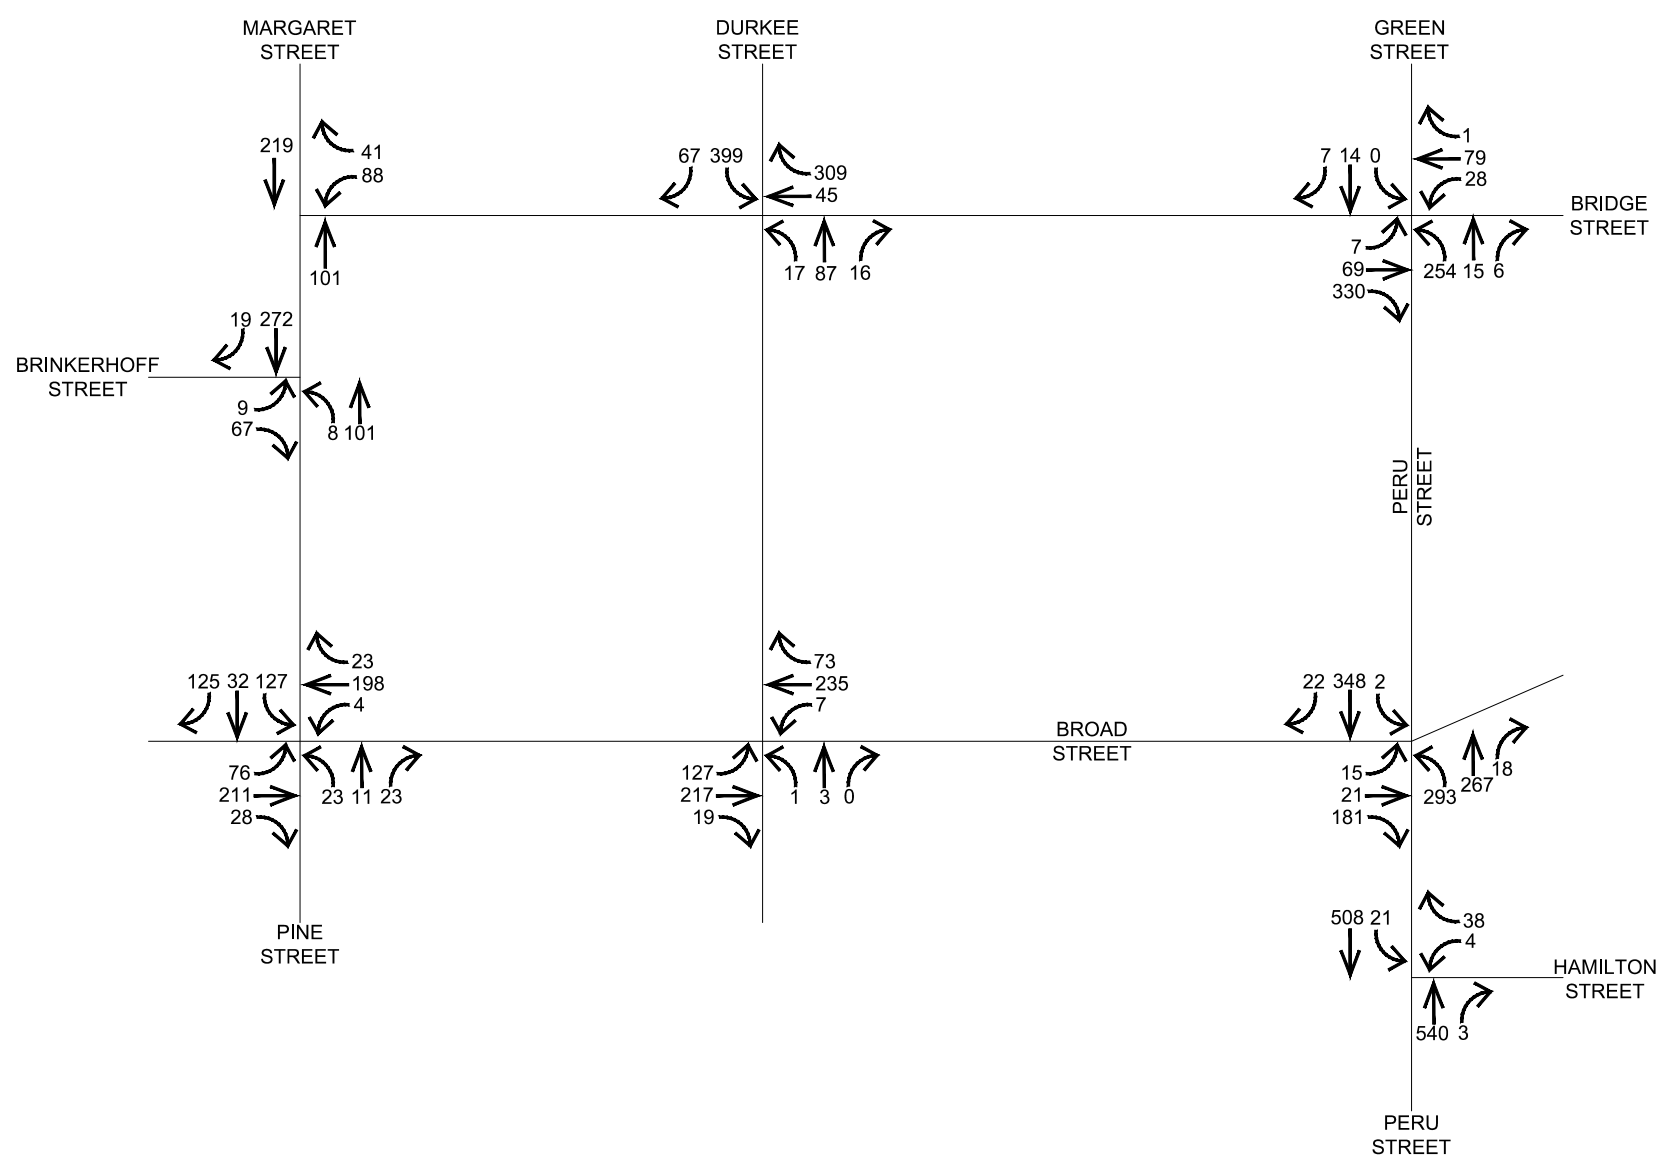 MARGARET
STREET
DURKEE
STREET
GREEN
STREET
219
41
88
101
67 399
309
45
17 87 16
7 14 0
1
79
28
BRIDGE
STREET
7
69
330
254 15 6
19 272
BRINKERHOFF
STREET
9
67
8 101
PERU
STREET
125 32 127
23
198
4
76
211
28
23 11 23
73
235
7
127
217
19
1 3 0
BROAD
STREET
22 348 2
15
21
181
293 267 18
PINE
STREET
508 21
38
4
HAMILTON
STREET
540 3
PERU
STREET